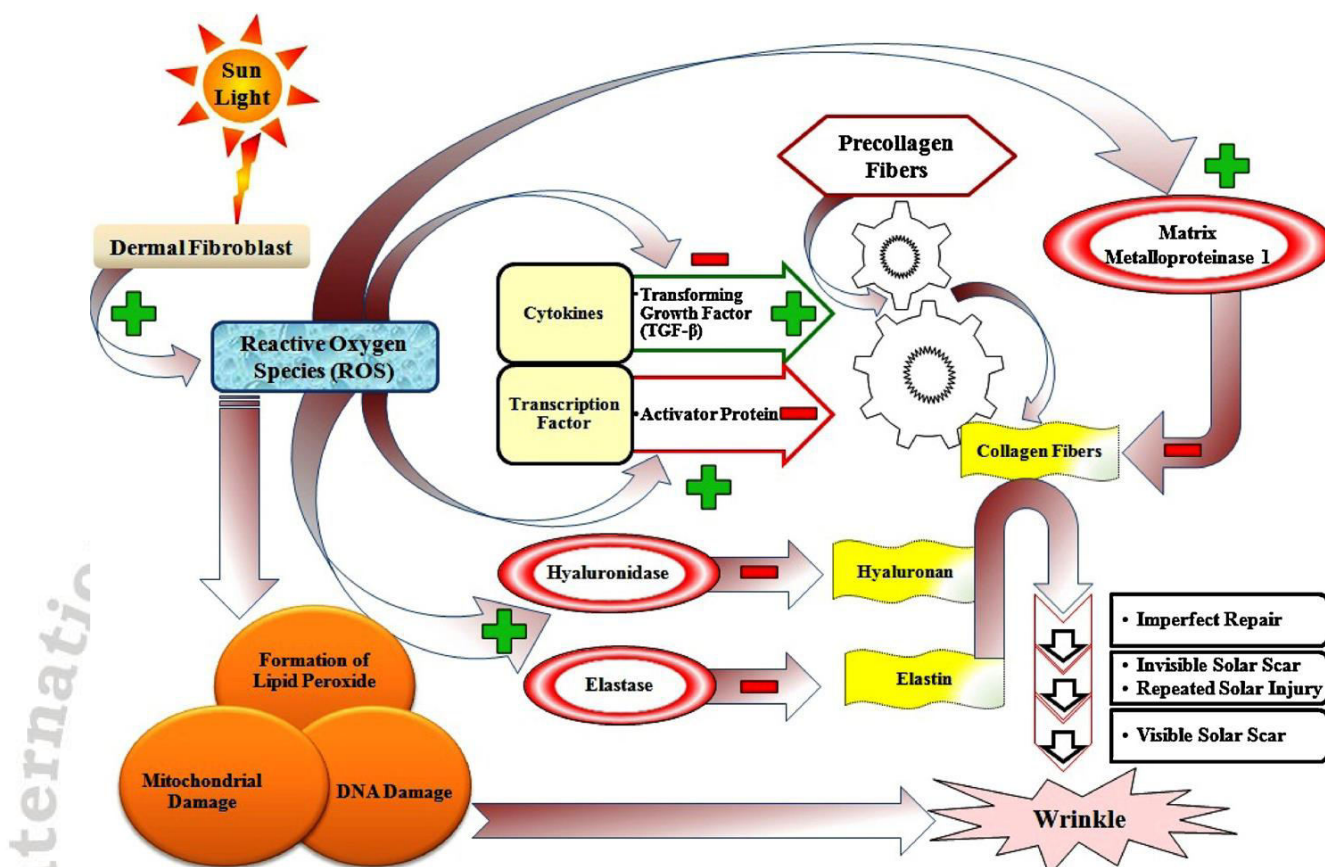 Sun
Light
Dermal Fibroblast
Reactive Oxygen
Species (ROS)
Precollagen
Fibers
Matrix
Metalloproteinase 1
Cytokines
• Transforming
Growth Factor
(TGF-β)
Transcription
Factor
• Activator Protein
Collagen Fibers
Hyaluronidase
Hyaluronan
Elastase
Elastin
• Imperfect Repair
• Invisible Solar Scar
• Repeated Solar Injury
• Visible Solar Scar
Formation of
Lipid Peroxide
Mitochondrial
Damage
DNA Damage
Wrinkle
ternatio